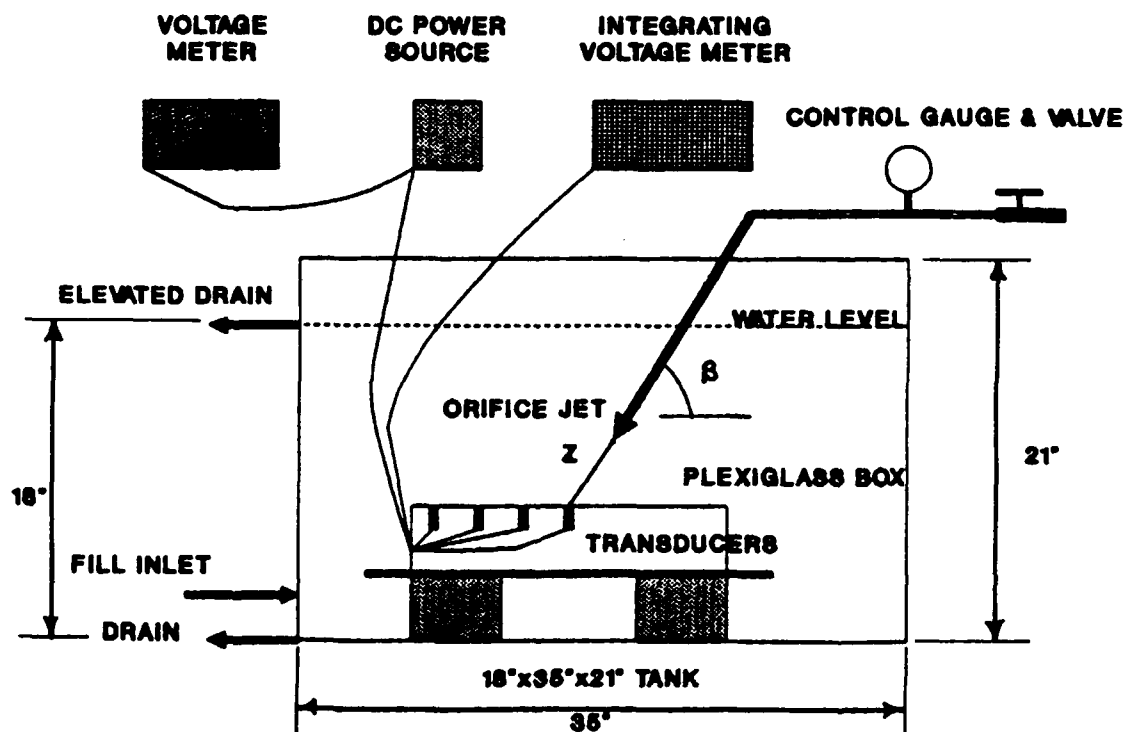 VOLTAGE
METER
DC POWER
SOURCE
INTEGRATING
VOLTAGE METER
CONTROL GAUGE & VALVE
ELEVATED DRAIN
WATER LEVEL
β
ORIFICE JET
Z
21"
18"
PLEXIGLASS BOX
TRANSDUCERS
FILL INLET
DRAIN
18"x35"x21" TANK
35"